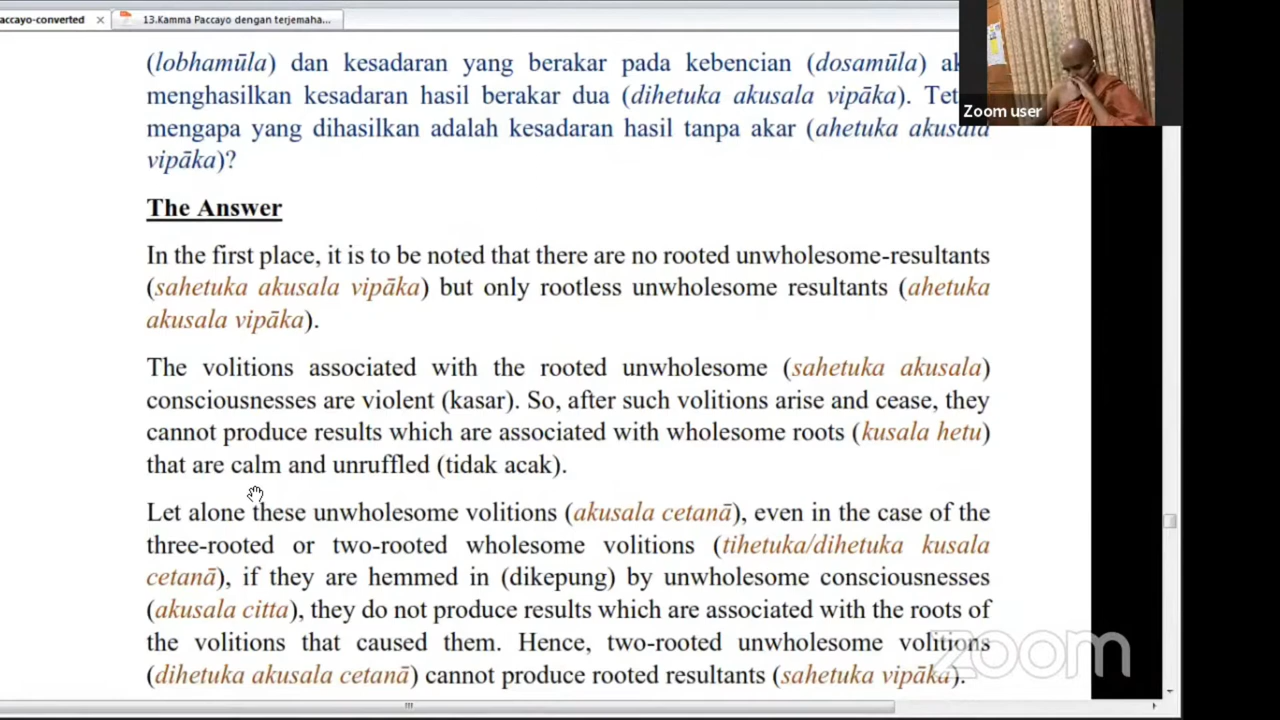 accayo-converted
13.Kamma Paccayo dengan terjemaha...
(lobhamūla) dan kesadaran yang berakar pada kebencian (dosamūla)
menghasilkan kesadaran hasil berakar dua (dihetuka akusala vipāka).
mengapa yang dihasilkan adalah kesadaran hasil tanpa akar (ahetuka akusala
vipāka)?
Zoom user
The Answer
In the first place, it is to be noted that there are no rooted unwholesome-resultants
(sahetuka akusala vipāka) but only rootless unwholesome resultants (ahetuka
akusala vipāka).
The volitions associated with the rooted unwholesome (sahetuka akusala)
consciousnesses are violent (kasar). So, after such volitions arise and cease, they
cannot produce results which are associated with wholesome roots (kusala hetu)
that are calm and unruffled (tidak acak).
Let alone these unwholesome volitions (akusala cetanā), even in the case of the
three-rooted or two-rooted wholesome volitions (tihetuka/dihetuka kusala
cetanā), if they are hemmed in (dikepung) by unwholesome consciousnesses
(akusala citta), they do not produce results which are associated with the roots of
the volitions that caused them. Hence, two-rooted unwholesome volitions
(dihetuka akusala cetanā) cannot produce rooted resultants (sahetuka vipāka).
zoom